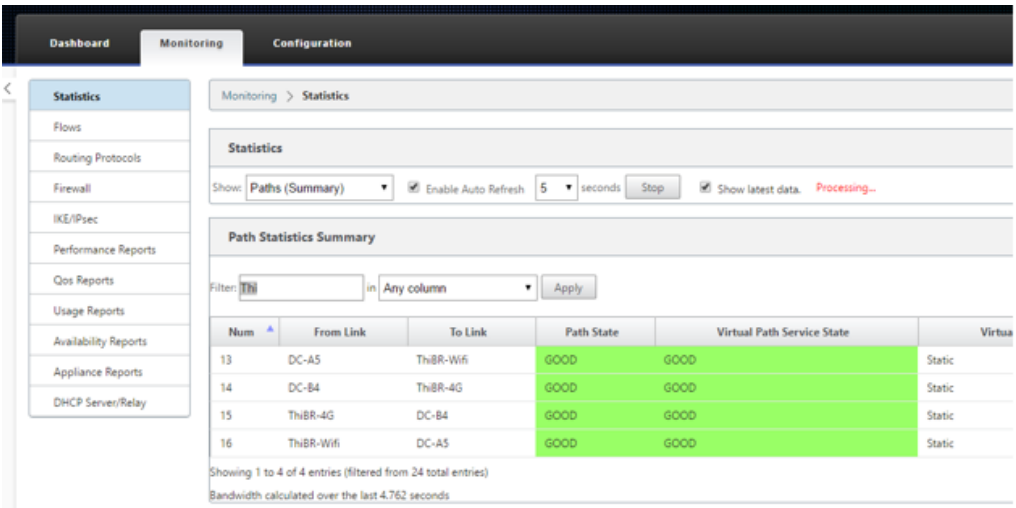 Dashboard Monitoring Configuration
Statistics
Flows
Routing Protocols
Firewall
IKE/IPsec
Performance Reports
Qos Reports
Usage Reports
Availability Reports
Appliance Reports
DHCP Server/Relay
Monitoring > Statistics
Statistics
Show: Paths (Summary) Enable Auto Refresh 5 seconds Stop Show latest data. Processing...
Path Statistics Summary
Filter: Thi in Any column Apply
Num From Link To Link Path State Virtual Path Service State Virtua
13 DC-A5 ThiBR-Wifi GOOD GOOD Static
14 DC-B4 ThiBR-4G GOOD GOOD Static
15 ThiBR-4G DC-B4 GOOD GOOD Static
16 ThiBR-Wifi DC-A5 GOOD GOOD Static
Showing 1 to 4 of 4 entries (filtered from 24 total entries)
Bandwidth calculated over the last 4.762 seconds